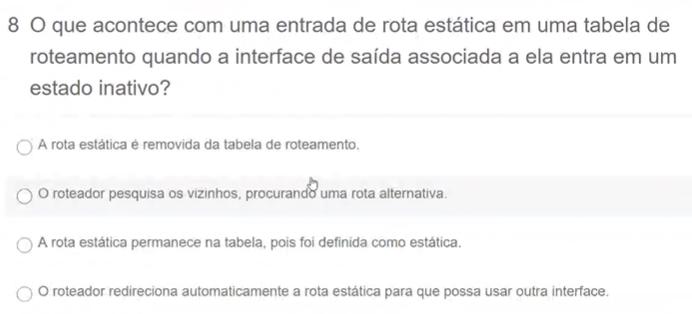 8 O que acontece com uma entrada de rota estática em uma tabela de
roteamento quando a interface de saída associada a ela entra em um
estado inativo?
A rota estática é removida da tabela de roteamento.
O roteador pesquisa os vizinhos, procurando uma rota alternativa.
A rota estática permanece na tabela, pois foi definida como estática.
O roteador redireciona automaticamente a rota estática para que possa usar outra interface.